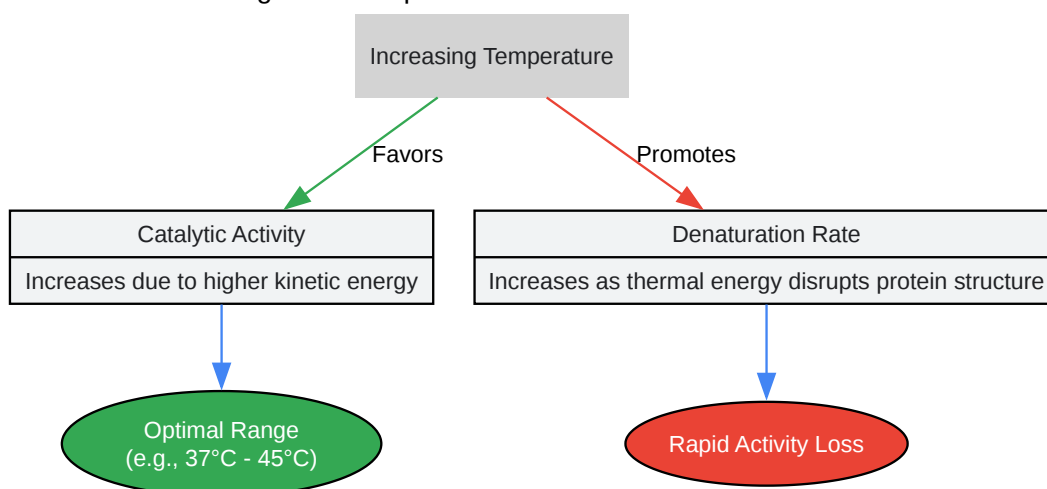 Increasing Temperature
Favors
Promotes
Catalytic Activity
Increases due to higher kinetic energy
Denaturation Rate
Increases as thermal energy disrupts protein structure
Optimal Range
(e.g., 37°C - 45°C)
Rapid Activity Loss